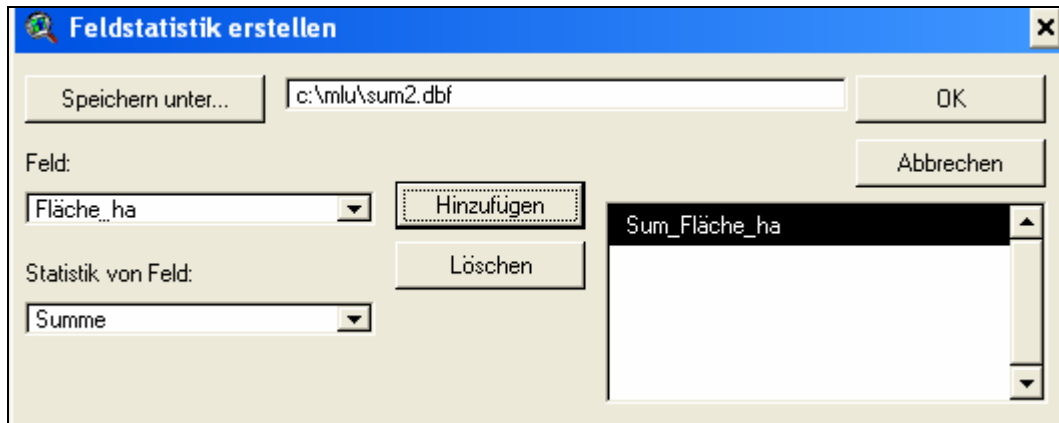 Feldstatistik erstellen
Speichern unter...
c:\mlu\sum2.dbf
OK
Feld:
Abbrechen
Fläche_ha
Hinzufügen
Sum_Fläche_ha
Löschen
Statistik von Feld:
Summe